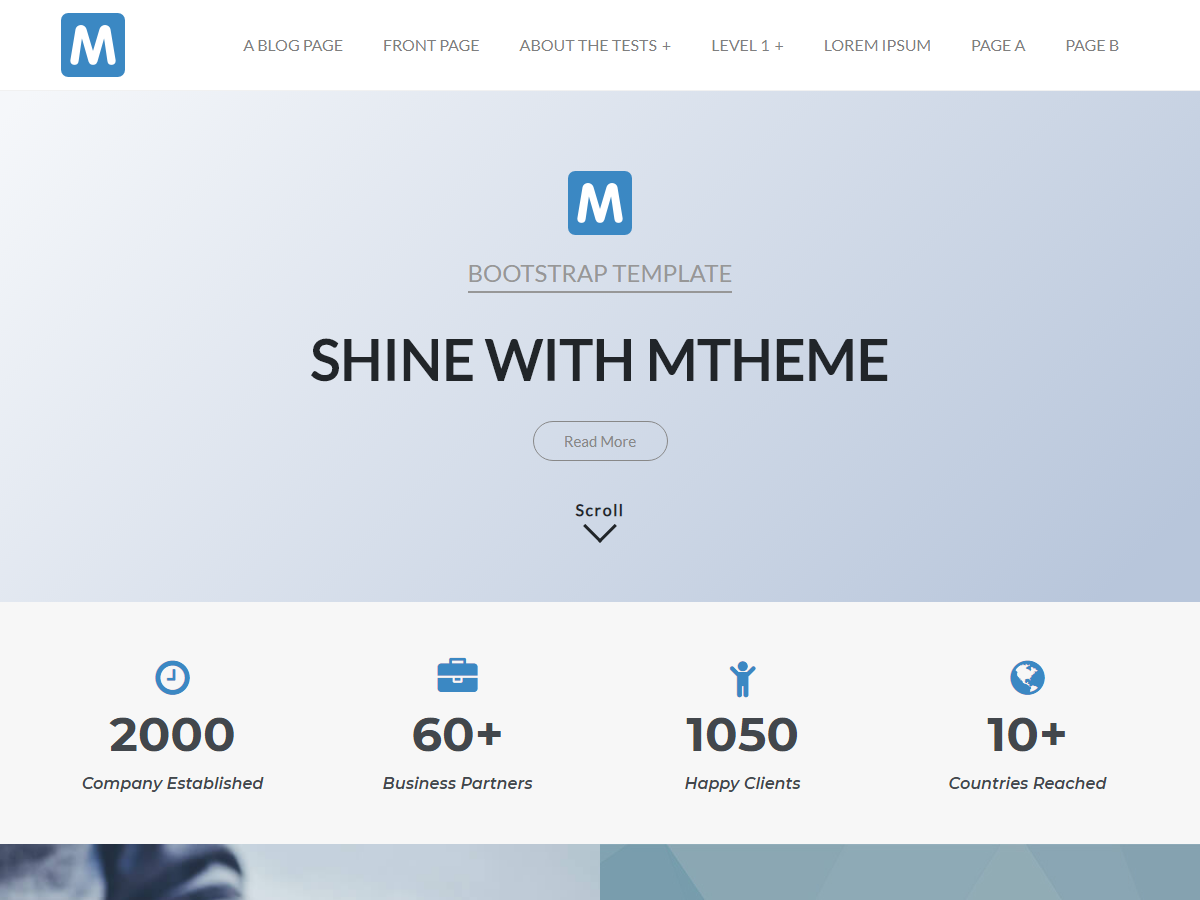 M
A BLOG PAGE FRONT PAGE ABOUT THE TESTS + LEVEL 1 + LOREM IPSUM PAGE A PAGE B
M
BOOTSTRAP TEMPLATE
SHINE WITH MTHEME
Read More
Scroll
2000 60+ 1050 10+
Company Established Business Partners Happy Clients Countries Reached